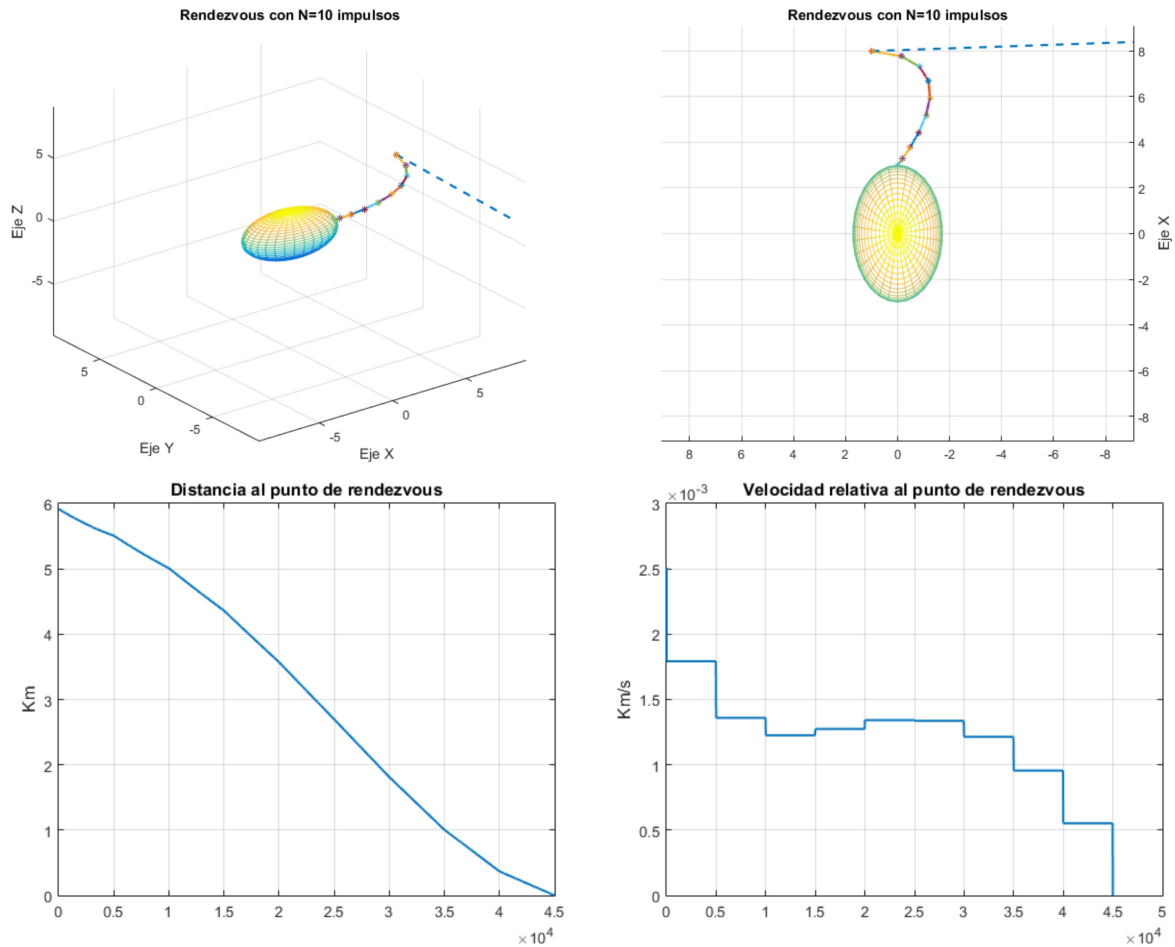 Rendezvous con N=10 impulsos
5
0
-5
Eje Z
5
0
-5
Eje Y
-5
0
5
Eje X
Rendezvous con N=10 impulsos
8
6
4
2
0
-2
-4
-6
-8
Eje X
8 6 4 2 0 -2 -4 -6 -8
Distancia al punto de rendezvous
6
5
4
3
2
1
0
Km
0 0.5 1 1.5 2 2.5 3 3.5 4 4.5
×10⁴
Velocidad relativa al punto de rendezvous
×10⁻³
3
2.5
2
1.5
1
0.5
0
Km/s
0 0.5 1 1.5 2 2.5 3 3.5 4 4.5 5
×10⁴